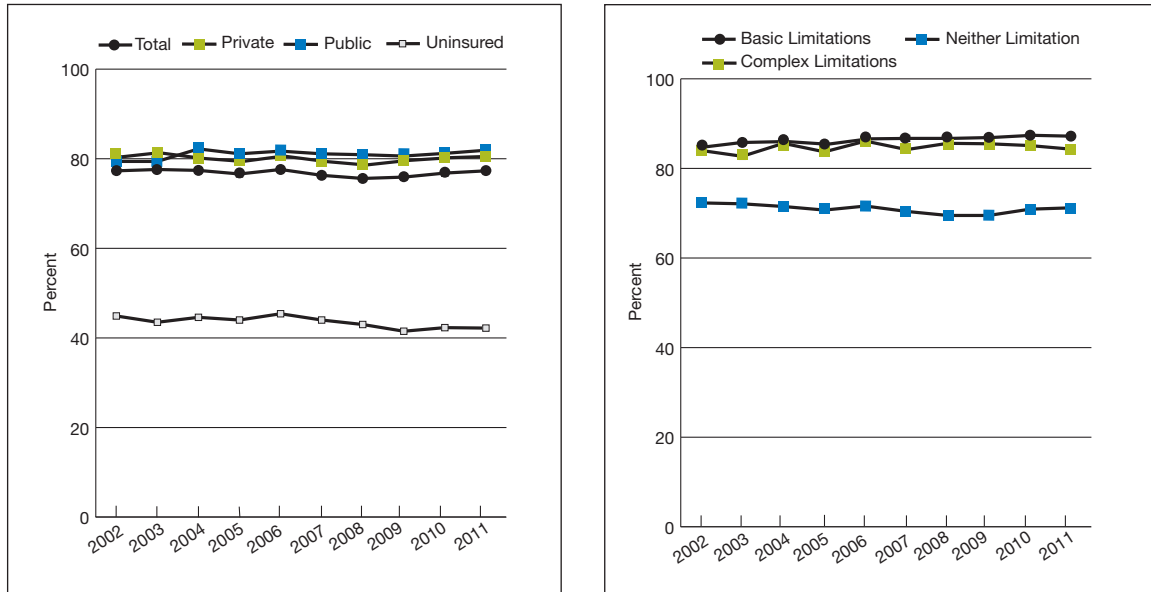 Total Private Public Uninsured
100
80
60
40
20
0
Percent
2002 2003 2004 2005 2006 2007 2008 2009 2010 2011
Basic Limitations Neither Limitation
Complex Limitations
100
80
60
40
20
0
Percent
2002 2003 2004 2005 2006 2007 2008 2009 2010 2011